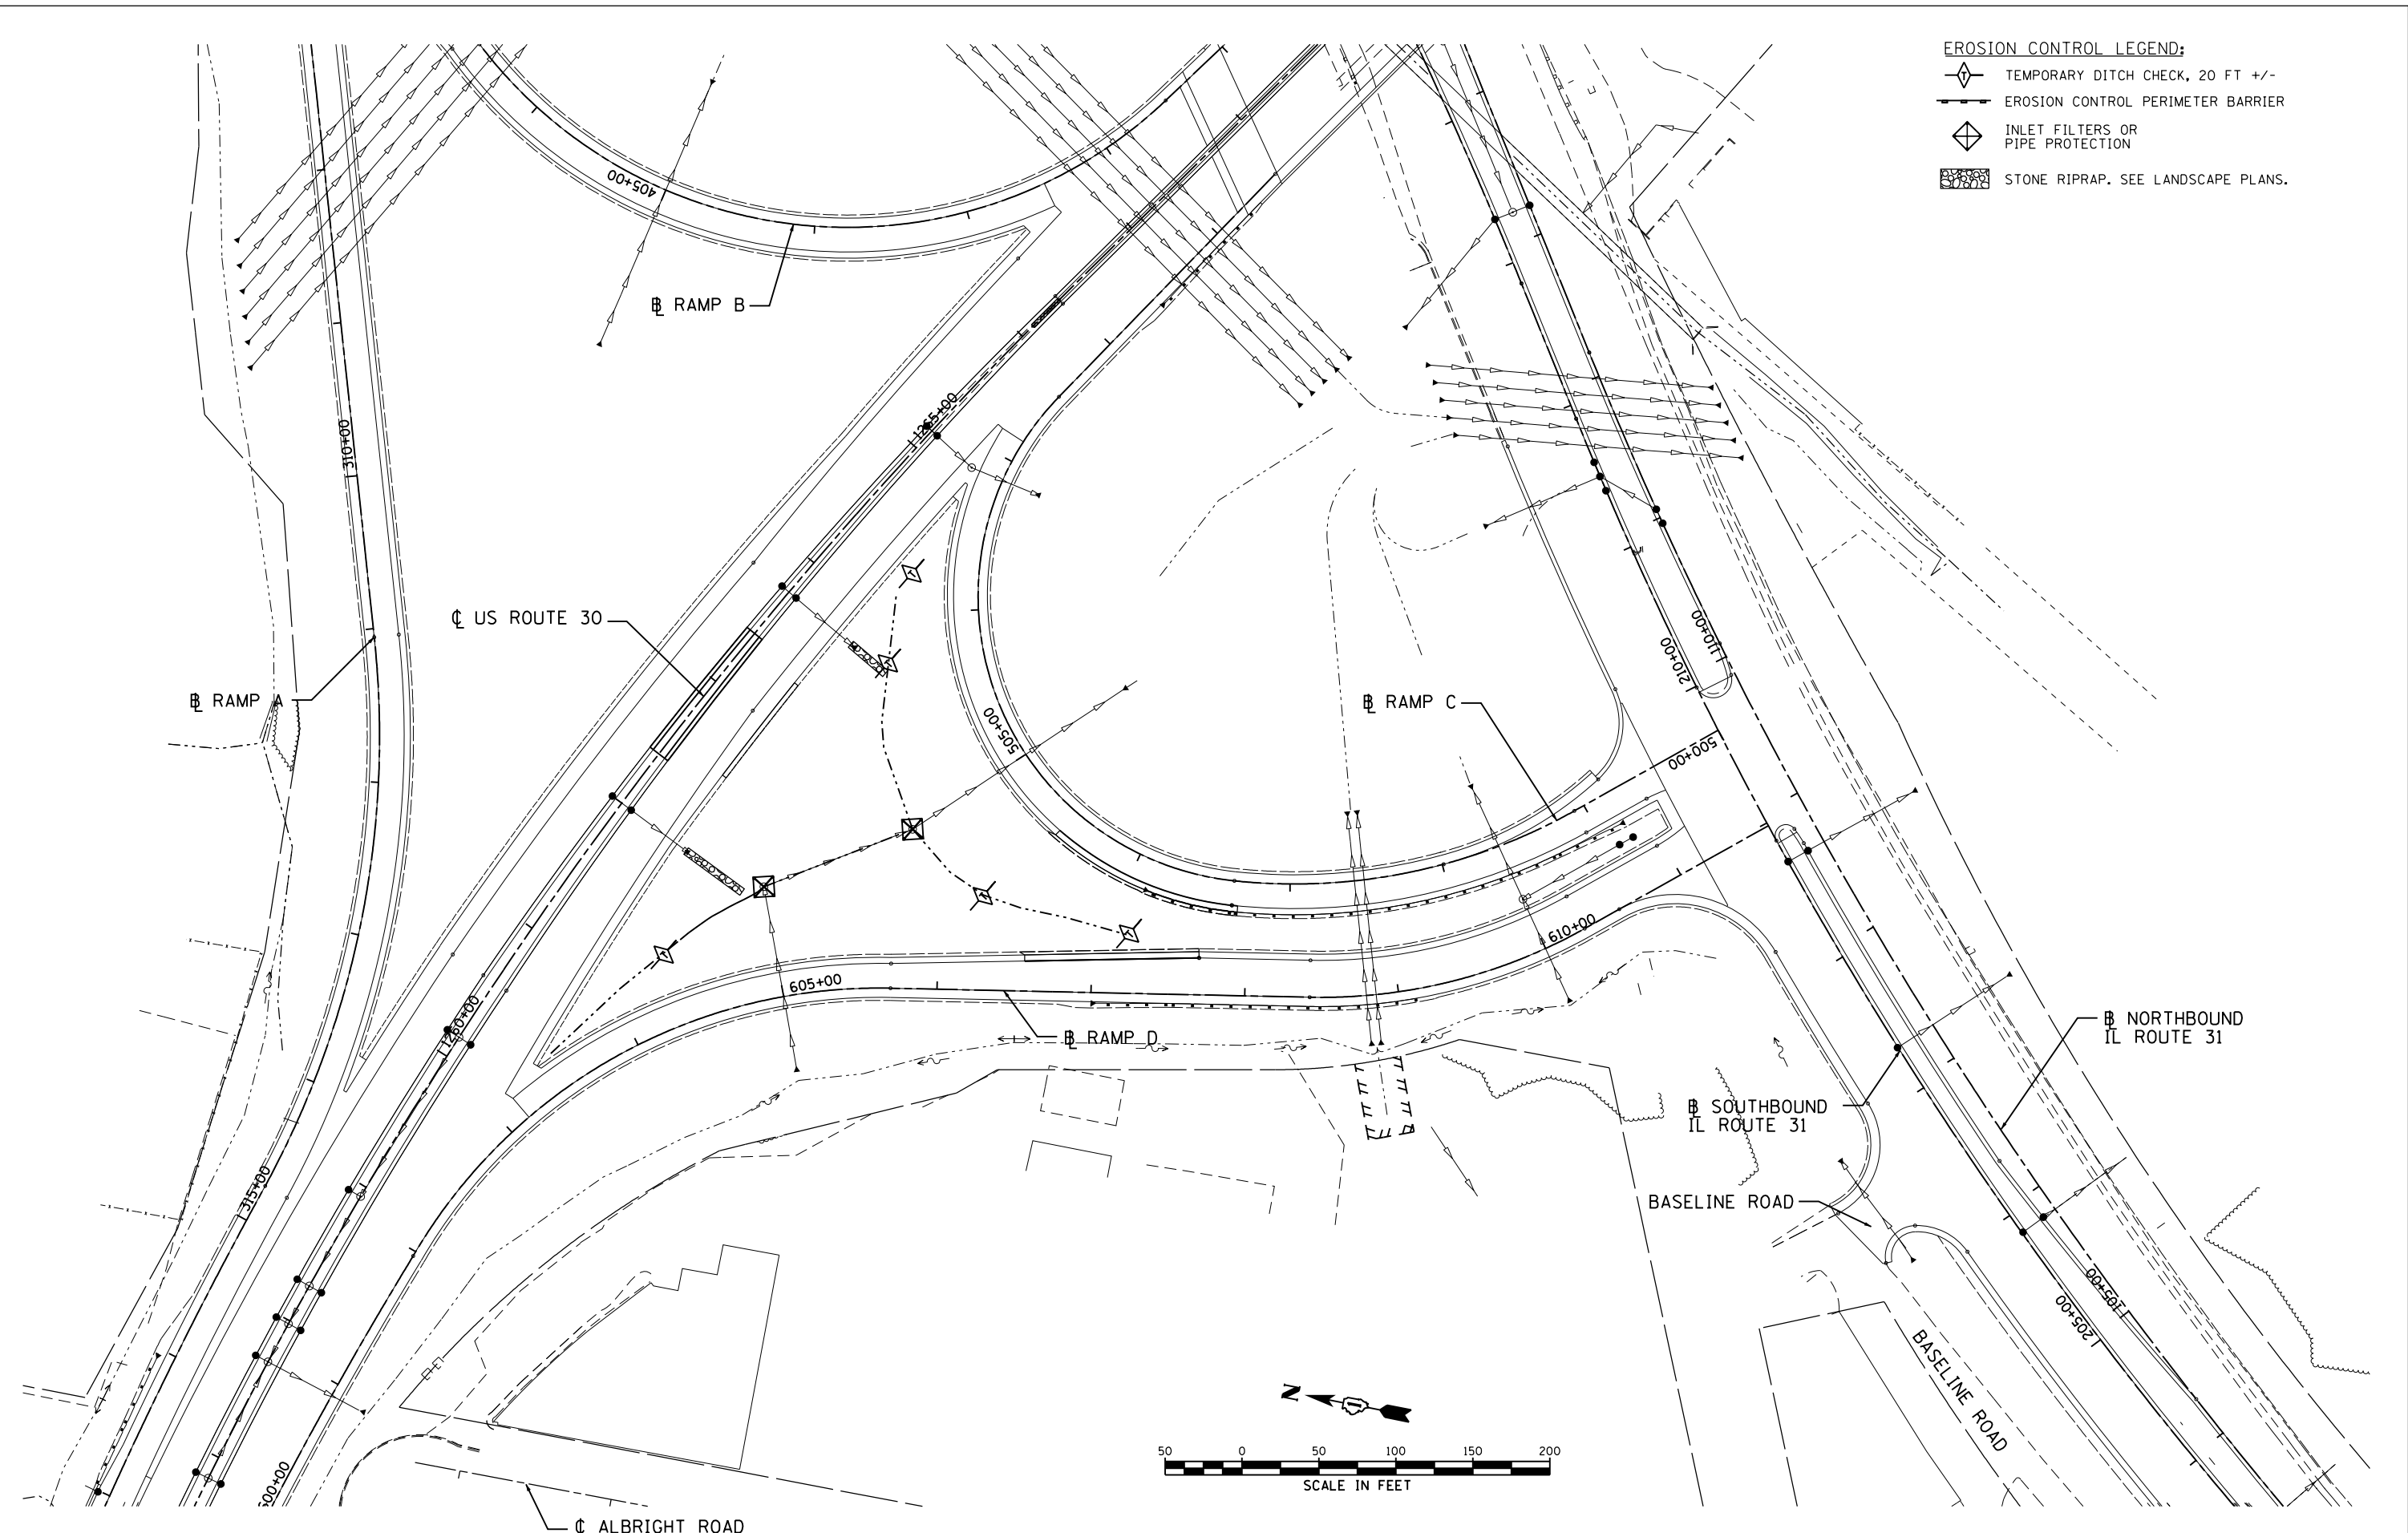 EROSION CONTROL LEGEND:
T
TEMPORARY DITCH CHECK, 20 FT +/-
EROSION CONTROL PERIMETER BARRIER
INLET FILTERS OR
PIPE PROTECTION
STONE RIPRAP. SEE LANDSCAPE PLANS.
405+00
℄ RAMP B
310+00
1265+00
T
℄ US ROUTE 30
110+00
210+00
T
RAMP A
RAMP C
505+00
500+00
T
T
T
610+00
605+00
1260+00
RAMP D
NORTHBOUND
IL ROUTE 31
SOUTHBOUND
IL ROUTE 31
315+00
BASELINE ROAD
105+00
205+00
BASELINE ROAD
N
50 0 50 100 150 200
SCALE IN FEET
600+00
℄ ALBRIGHT ROAD